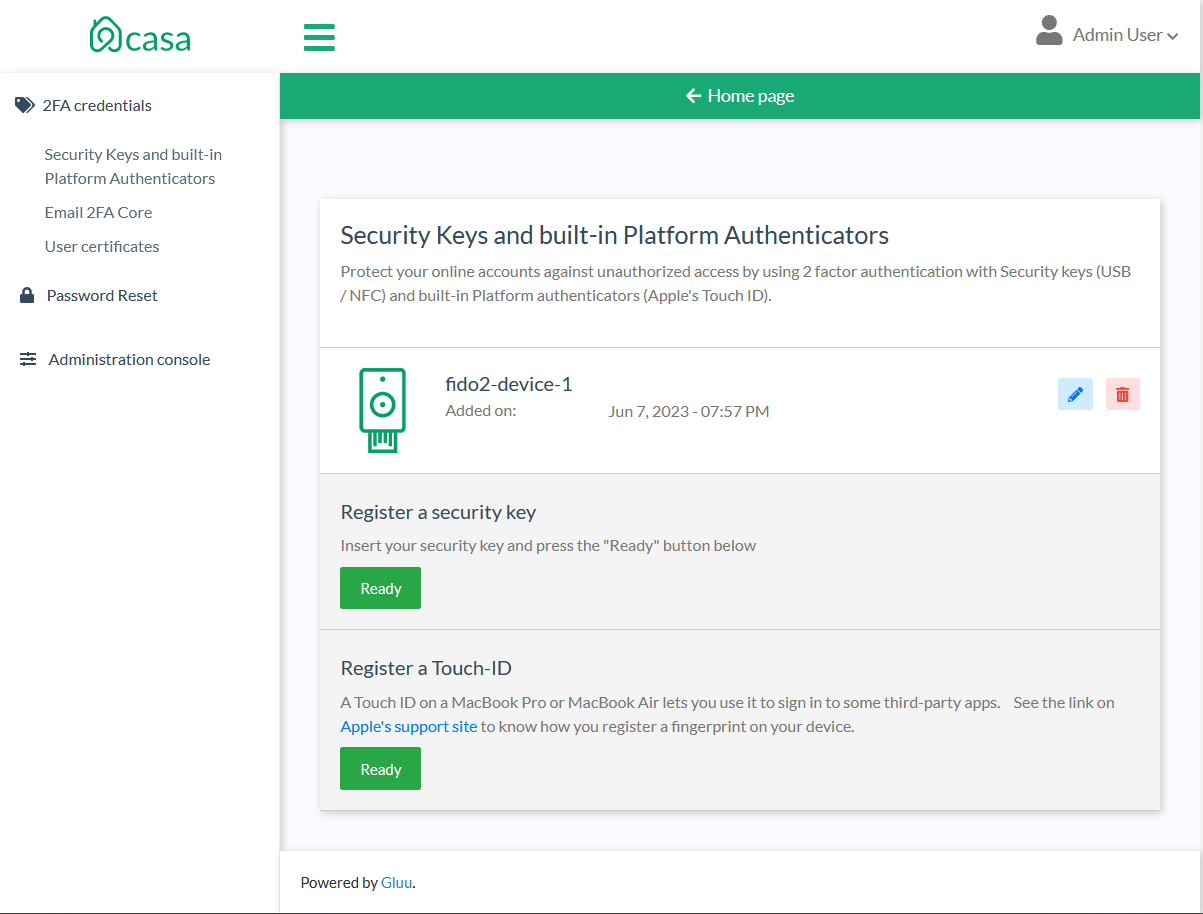 casa
Admin User
2FA credentials
Security Keys and built-in
Platform Authenticators
Email 2FA Core
User certificates
Password Reset
Administration console
Home page
Security Keys and built-in Platform Authenticators
Protect your online accounts against unauthorized access by using 2 factor authentication with Security keys (USB
/ NFC) and built-in Platform authenticators (Apple's Touch ID).
fido2-device-1
Added on: Jun 7, 2023 - 07:57 PM
Register a security key
Insert your security key and press the "Ready" button below
Ready
Register a Touch-ID
A Touch ID on a MacBook Pro or MacBook Air lets you use it to sign in to some third-party apps. See the link on
Apple's support site to know how you register a fingerprint on your device.
Ready
Powered by Gluu.